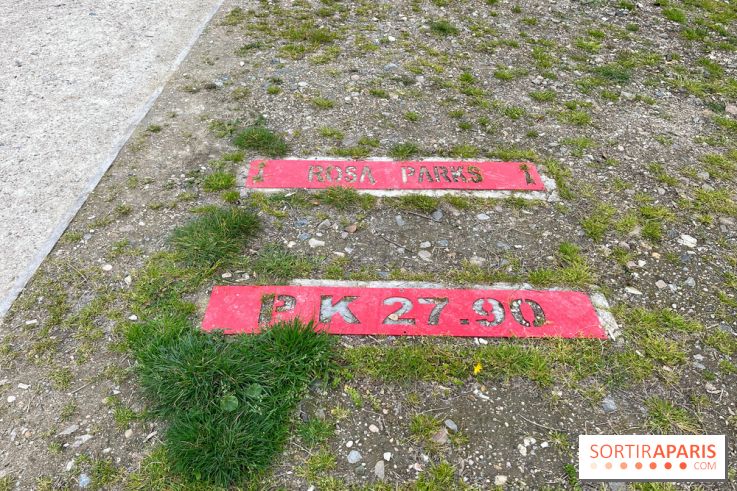 1 ROSA PARKS 1
PK 27.90
SORTIRAPARIS
.COM